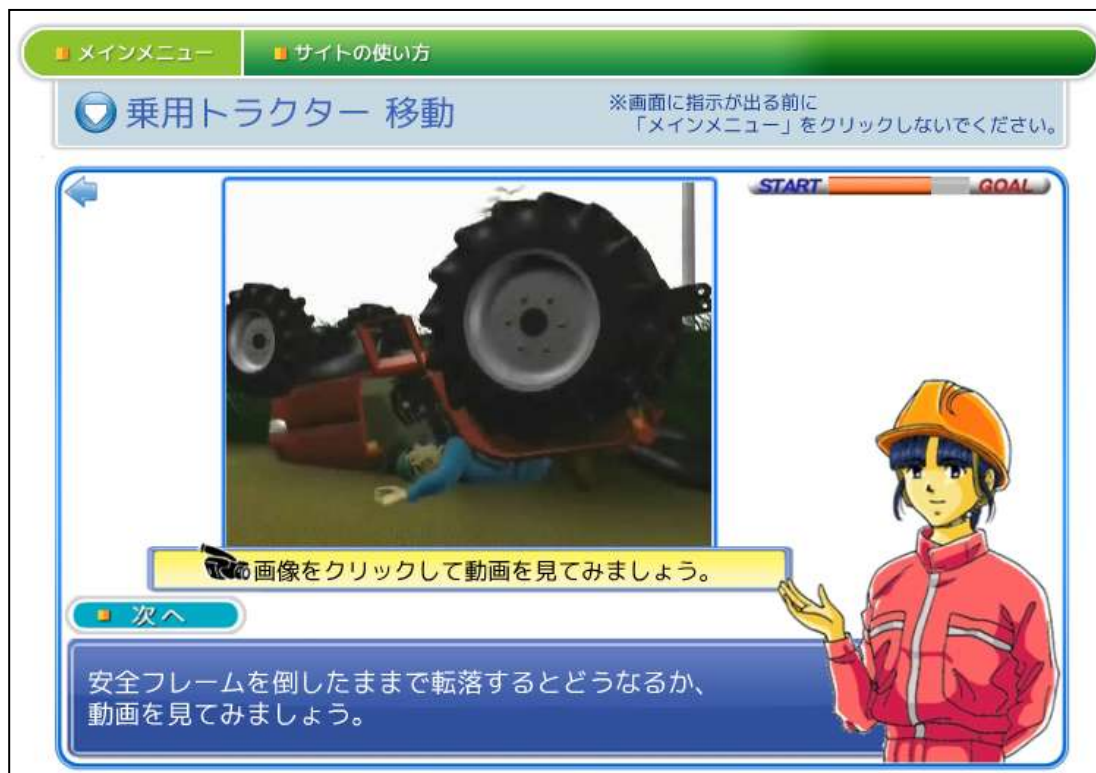 メインメニュー
サイトの使い方
乗用トラクター 移動
※画面に指示が出る前に
「メインメニュー」をクリックしないでください。
START
GOAL
画像をクリックして動画を見てみましょう。
次へ
安全フレームを倒したままで転落するとどうなるか、
動画を見てみましょう。